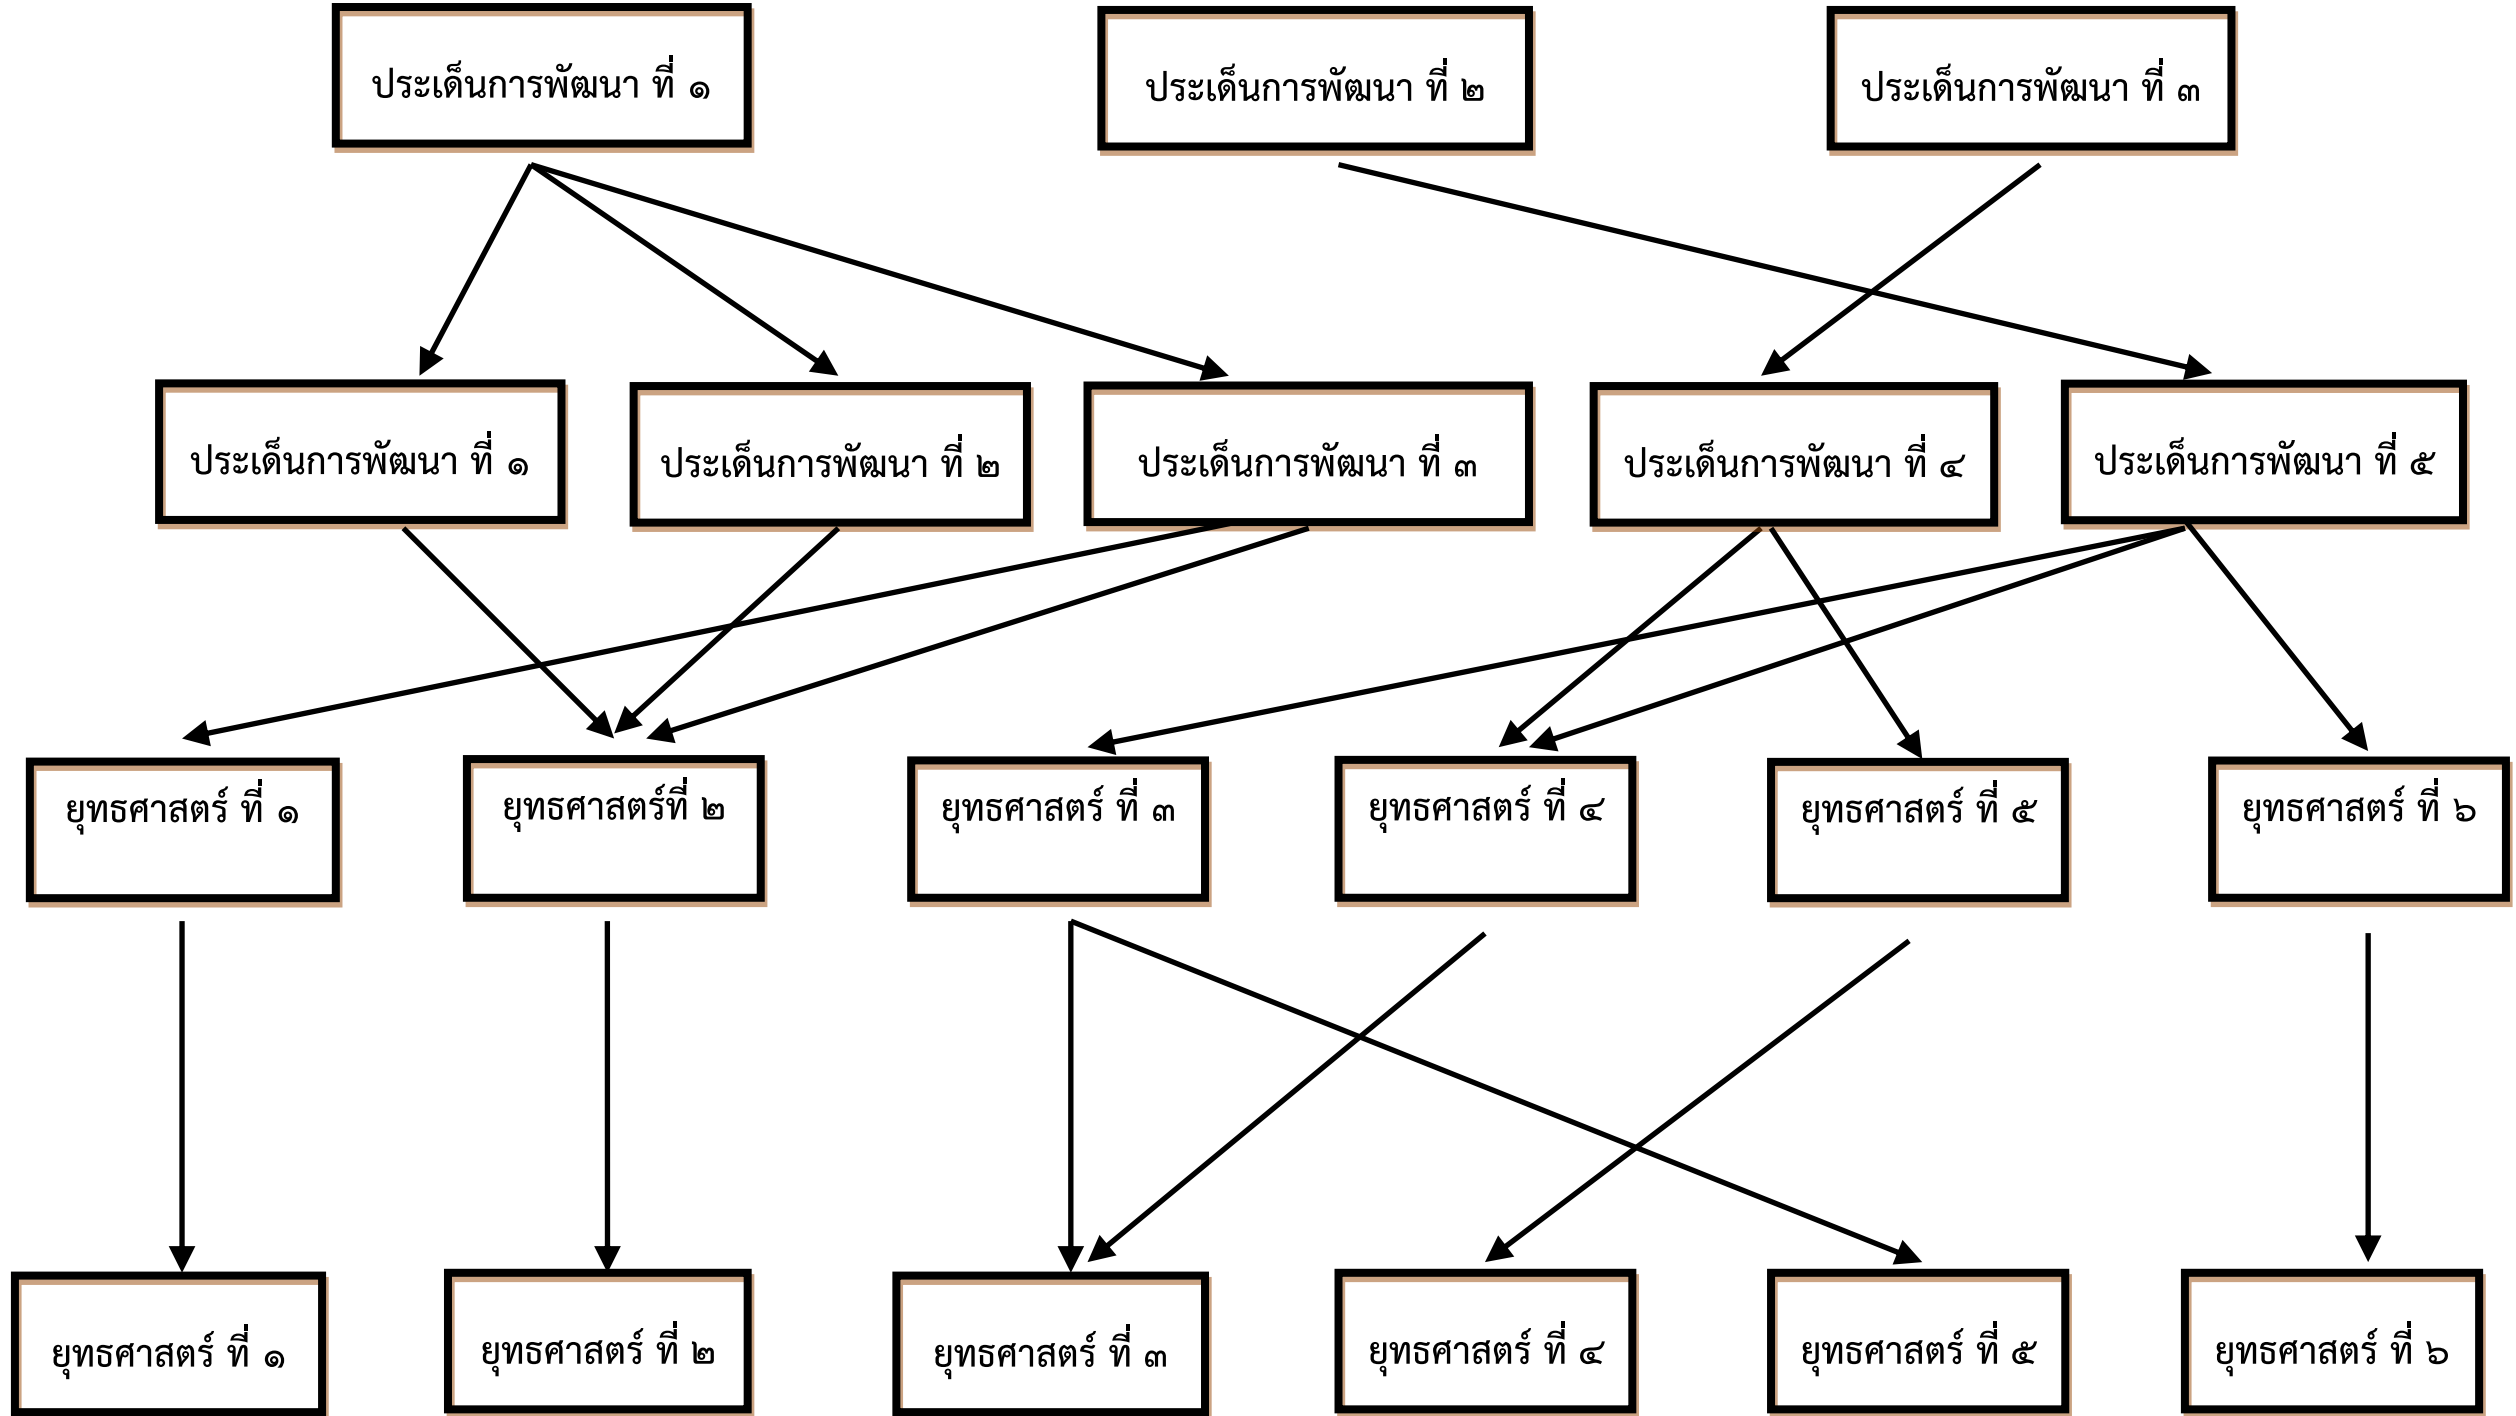 ประเด็นการพัฒนา ที่ ๑
ประเด็นการพัฒนา ที่ ๒
ประเด็นการพัฒนา ที่ ๓
ประเด็นการพัฒนา ที่ ๑
ประเด็นการพัฒนา ที่ ๒
ประเด็นการพัฒนา ที่ ๓
ประเด็นการพัฒนา ที่ ๔
ประเด็นการพัฒนา ที่ ๕
ยุทธศาสตร์ ที่ ๑
ยุทธศาสตร์ที่ ๒
ยุทธศาสตร์ ที่ ๓
ยุทธศาสตร์ ที่ ๔
ยุทธศาสตร์ ที่ ๕
ยุทธศาสตร์ ที่ ๖
ยุทธศาสตร์ ที่ ๑
ยุทธศาสตร์ ที่ ๒
ยุทธศาสตร์ ที่ ๓
ยุทธศาสตร์ ที่ ๔
ยุทธศาสตร์ ที่ ๕
ยุทธศาสตร์ ที่ ๖